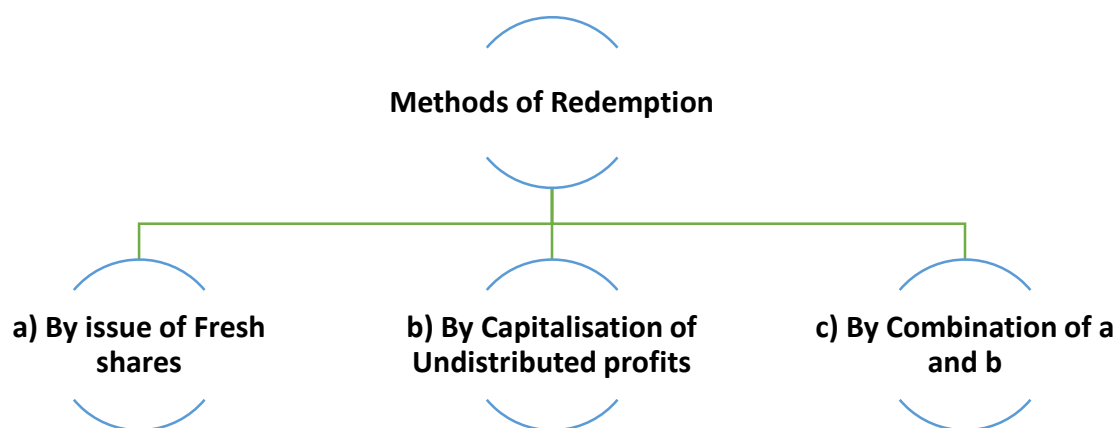 Methods of Redemption
a) By issue of Fresh
shares
b) By Capitalisation of
Undistributed profits
c) By Combination of a
and b